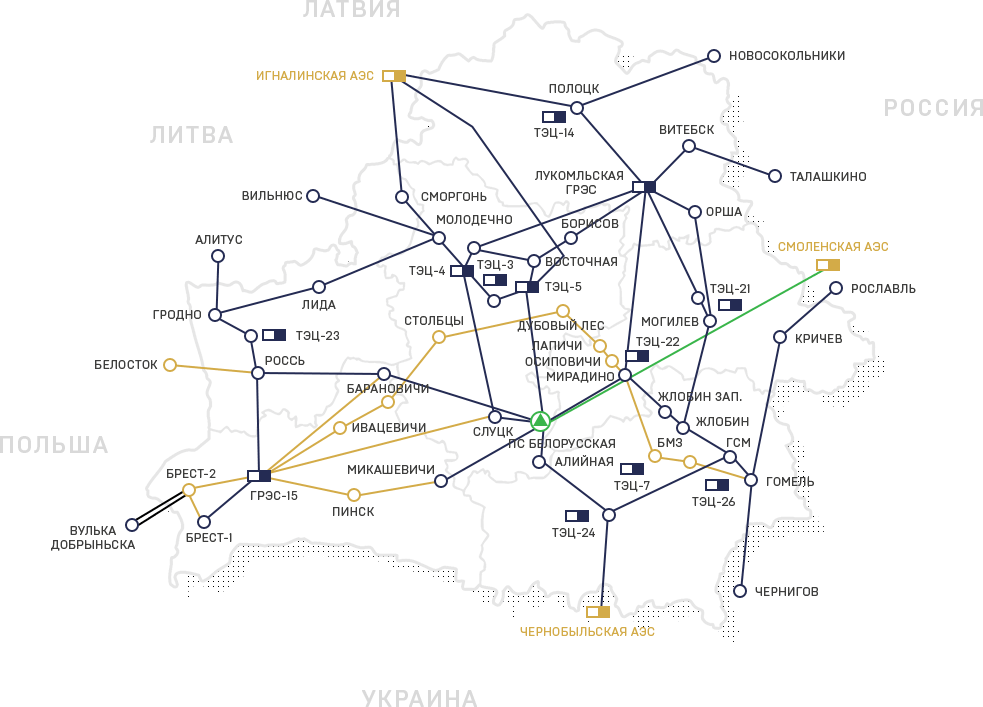 ЛАТВИЯ
НОВОСОКОЛЬНИКИ
ИГНАЛИНСКАЯ АЭС
ПОЛОЦК
РОССИЯ
ЛИТВА
ТЭЦ-14
ВИТЕБСК
ЛУКОМЛЬСКАЯ
ГРЭС
ТАЛАШКИНО
ВИЛЬНЮС
СМОРГОНЬ
МОЛОДЕЧНО
БОРИСОВ
ОРША
АЛИТУС
СМОЛЕНСКАЯ АЭС
ТЭЦ-4
ТЭЦ-3
ВОСТОЧНАЯ
ТЭЦ-5
ТЭЦ-21
РОСЛАВЛЬ
ЛИДА
ГРОДНО
СТОЛБЦЫ
ДУБОВЫЙ ЛЕС
МОГИЛЕВ
ТЭЦ-23
ЛАПИЧИ
ТЭЦ-22
КРИЧЕВ
БЕЛОСТОК
РОССЬ
ОСИПОВИЧИ
МИРАДИНО
БАРАНОВИЧИ
ЖЛОБИН ЗАП.
ИВАЦЕВИЧИ
СЛУЦК
ЖЛОБИН
ПОЛЬША
ПС БЕЛОРУССКАЯ
БМЗ
ГСМ
БРЕСТ-2
МИКАШЕВИЧИ
АЛИЙНАЯ
ТЭЦ-7
ГОМЕЛЬ
ГРЭС-15
ПИНСК
ТЭЦ-26
ВУЛЬКА
ДОБРЫНЬСКА
БРЕСТ-1
ТЭЦ-24
ЧЕРНИГОВ
ЧЕРНОБЫЛЬСКАЯ АЭС
УКРАИНА